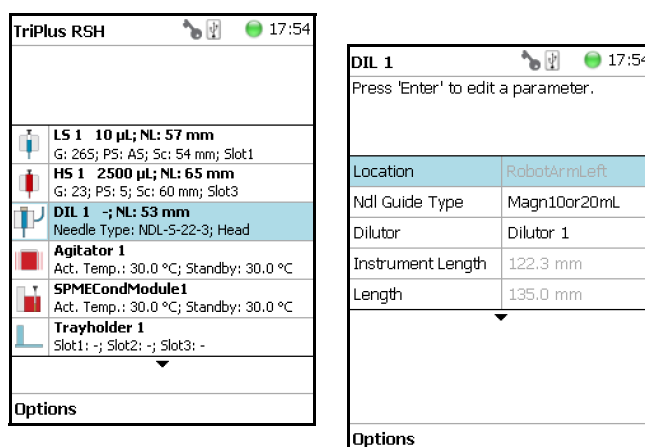 TriPlus RSH 17:54
LS 1 10 µL; NL: 57 mm
G: 26S; PS: AS; Sc: 54 mm; Slot1
HS 1 2500 µL; NL: 65 mm
G: 23; PS: 5; Sc: 60 mm; Slot3
DIL 1 -; NL: 53 mm
Needle Type: NDL-S-22-3; Head
Agitator 1
Act. Temp.: 30.0 °C; Standby: 30.0 °C
SPMECondModule1
Act. Temp.: 30.0 °C; Standby: 30.0 °C
Trayholder 1
Slot1: -; Slot2: -; Slot3: -
Options
DIL 1 17:54
Press 'Enter' to edit a parameter.
Location RobotArmLeft
Ndl Guide Type Magn10or20mL
Dilutor Dilutor 1
Instrument Length 122.3 mm
Length 135.0 mm
Options